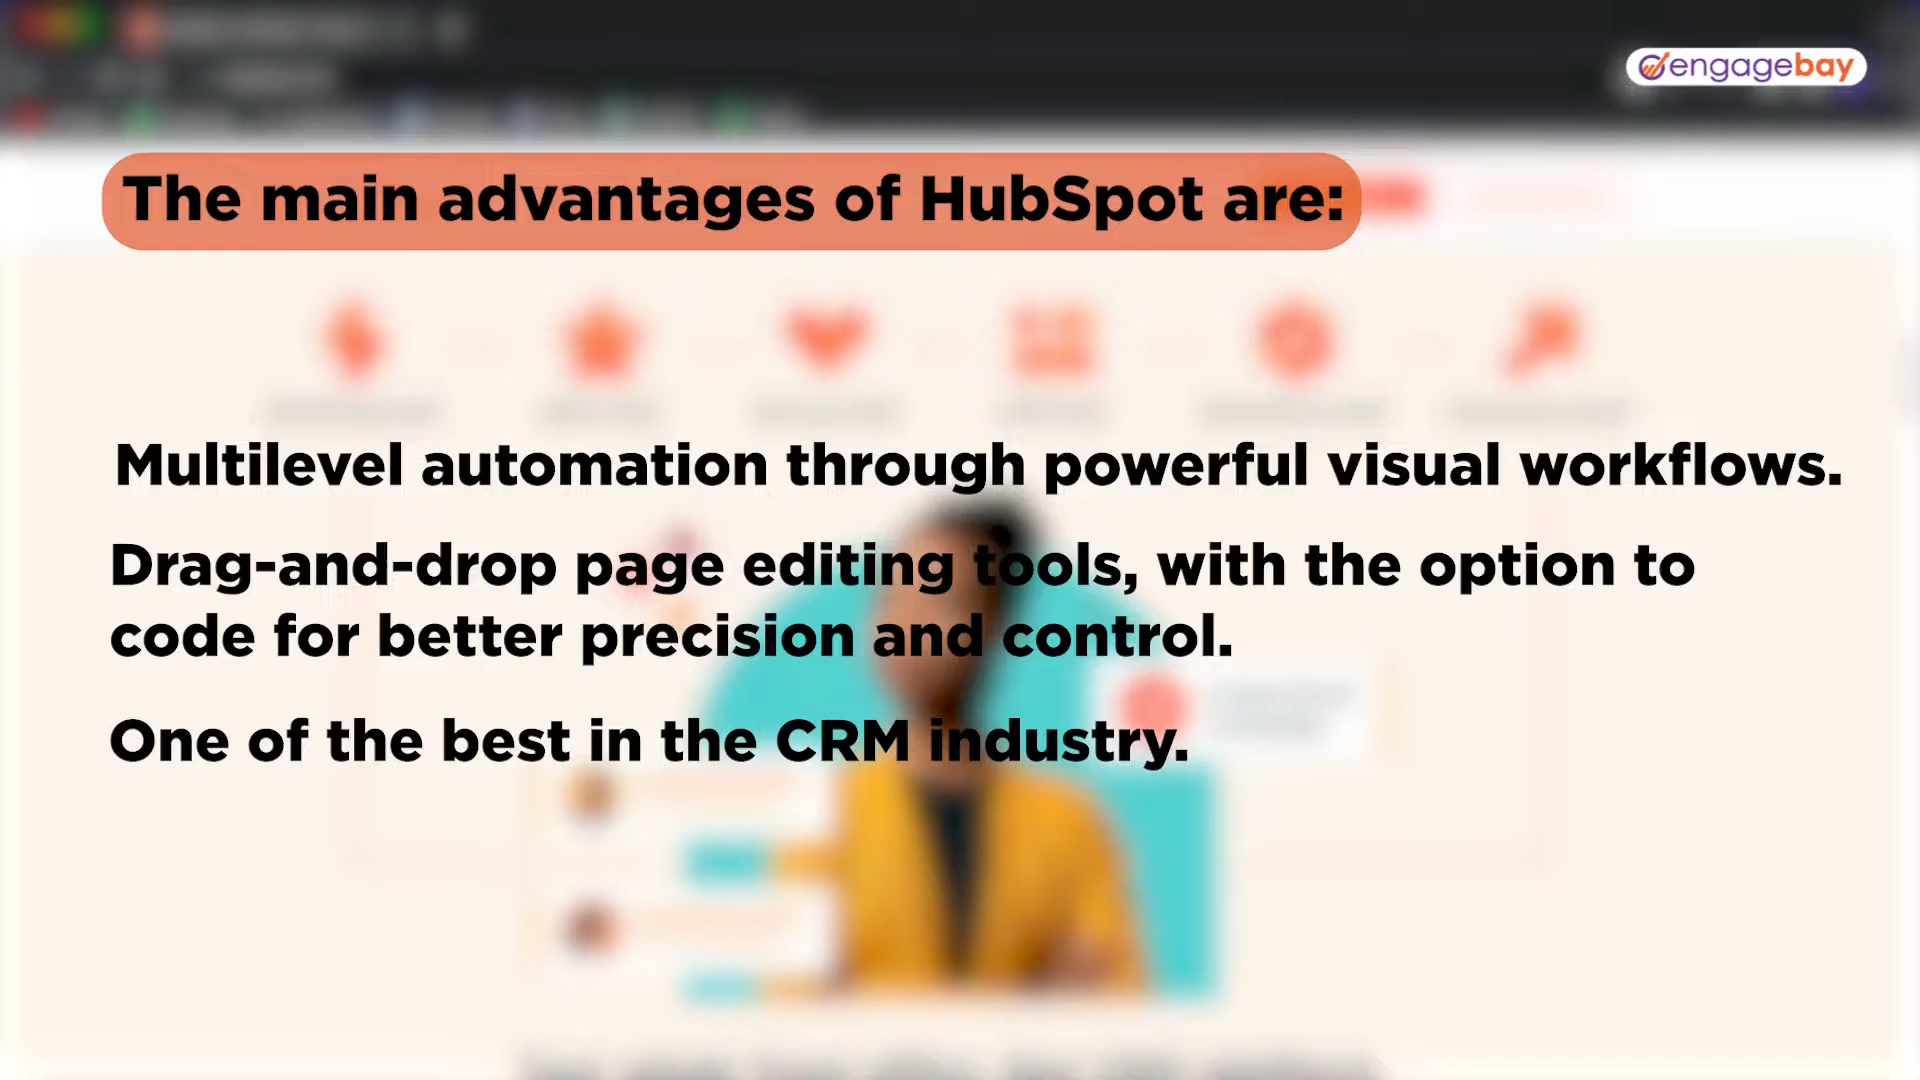 engagebay
The main advantages of HubSpot are:
Multilevel automation through powerful visual workflows.
Drag-and-drop page editing tools, with the option to
code for better precision and control.
One of the best in the CRM industry.